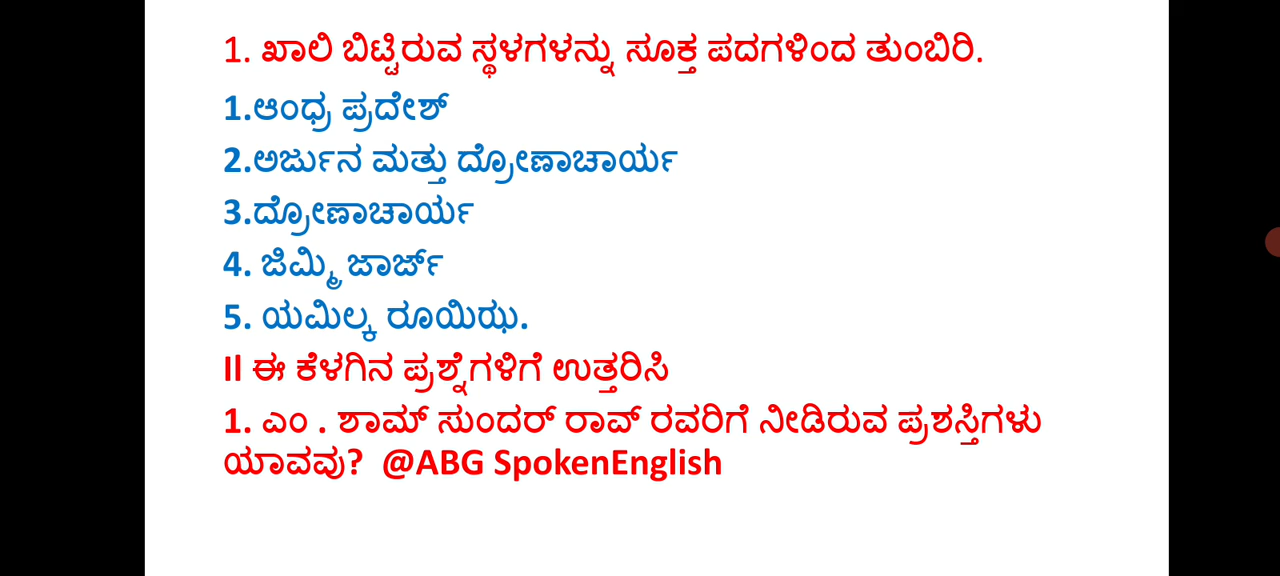 1. ಖಾಲಿ ಬಿಟ್ಟಿರುವ ಸ್ಥಳಗಳನ್ನು ಸೂಕ್ತ ಪದಗಳಿಂದ ತುಂಬಿರಿ.
1.ಆಂಧ್ರ ಪ್ರದೇಶ್
2.ಅರ್ಜುನ ಮತ್ತು ದ್ರೋಣಾಚಾರ್ಯ
3.ದ್ರೋಣಾಚಾರ್ಯ
4. ಜಿಮ್ಮಿ ಜಾರ್ಜ್
5. ಯಮಿಲ್ಕ ರೂಯಿಝ.
II ಈ ಕೆಳಗಿನ ಪ್ರಶ್ನೆಗಳಿಗೆ ಉತ್ತರಿಸಿ
1. ಎಂ . ಶಾಮ್ ಸುಂದರ್ ರಾವ್ ರವರಿಗೆ ನೀಡಿರುವ ಪ್ರಶಸ್ತಿಗಳು
ಯಾವವು? @ABG SpokenEnglish